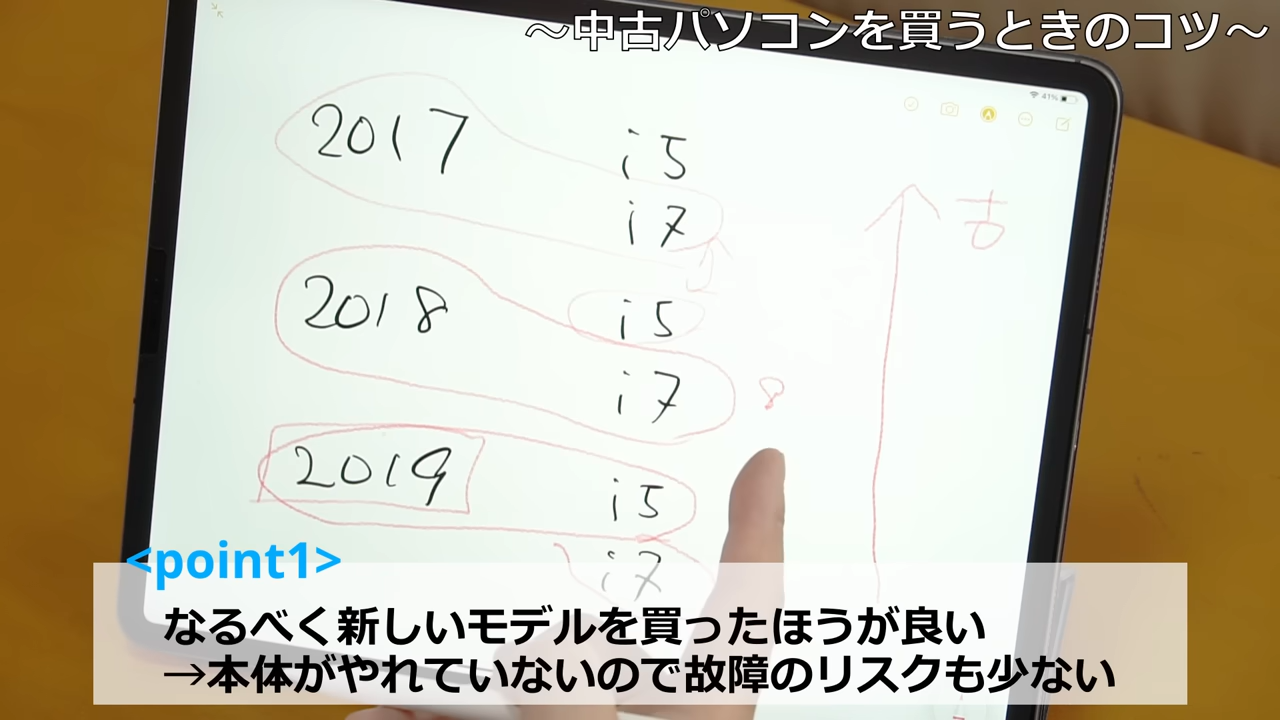 〜中古パソコンを買うときのコツ〜
41%
2017 i5
i7
古
2018 i5
i7 8
2019 i5
i7
<point1>
なるべく新しいモデルを買ったほうが良い
→本体がやれていないので故障のリスクも少ない